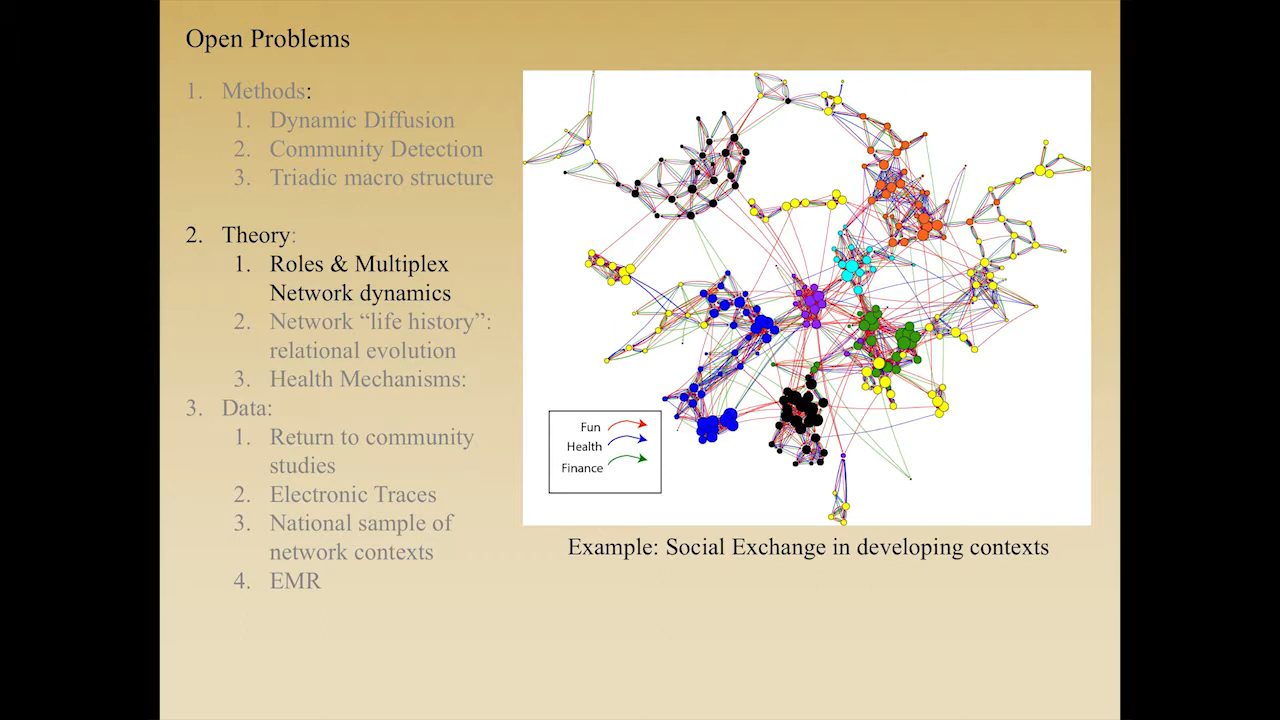 Open Problems
1. Methods:
1. Dynamic Diffusion
2. Community Detection
3. Triadic macro structure
2. Theory:
1. Roles & Multiplex
Network dynamics
2. Network “life history”:
relational evolution
3. Health Mechanisms:
3. Data:
1. Return to community
studies
2. Electronic Traces
3. National sample of
network contexts
4. EMR
Fun
Health
Finance
Example: Social Exchange in developing contexts